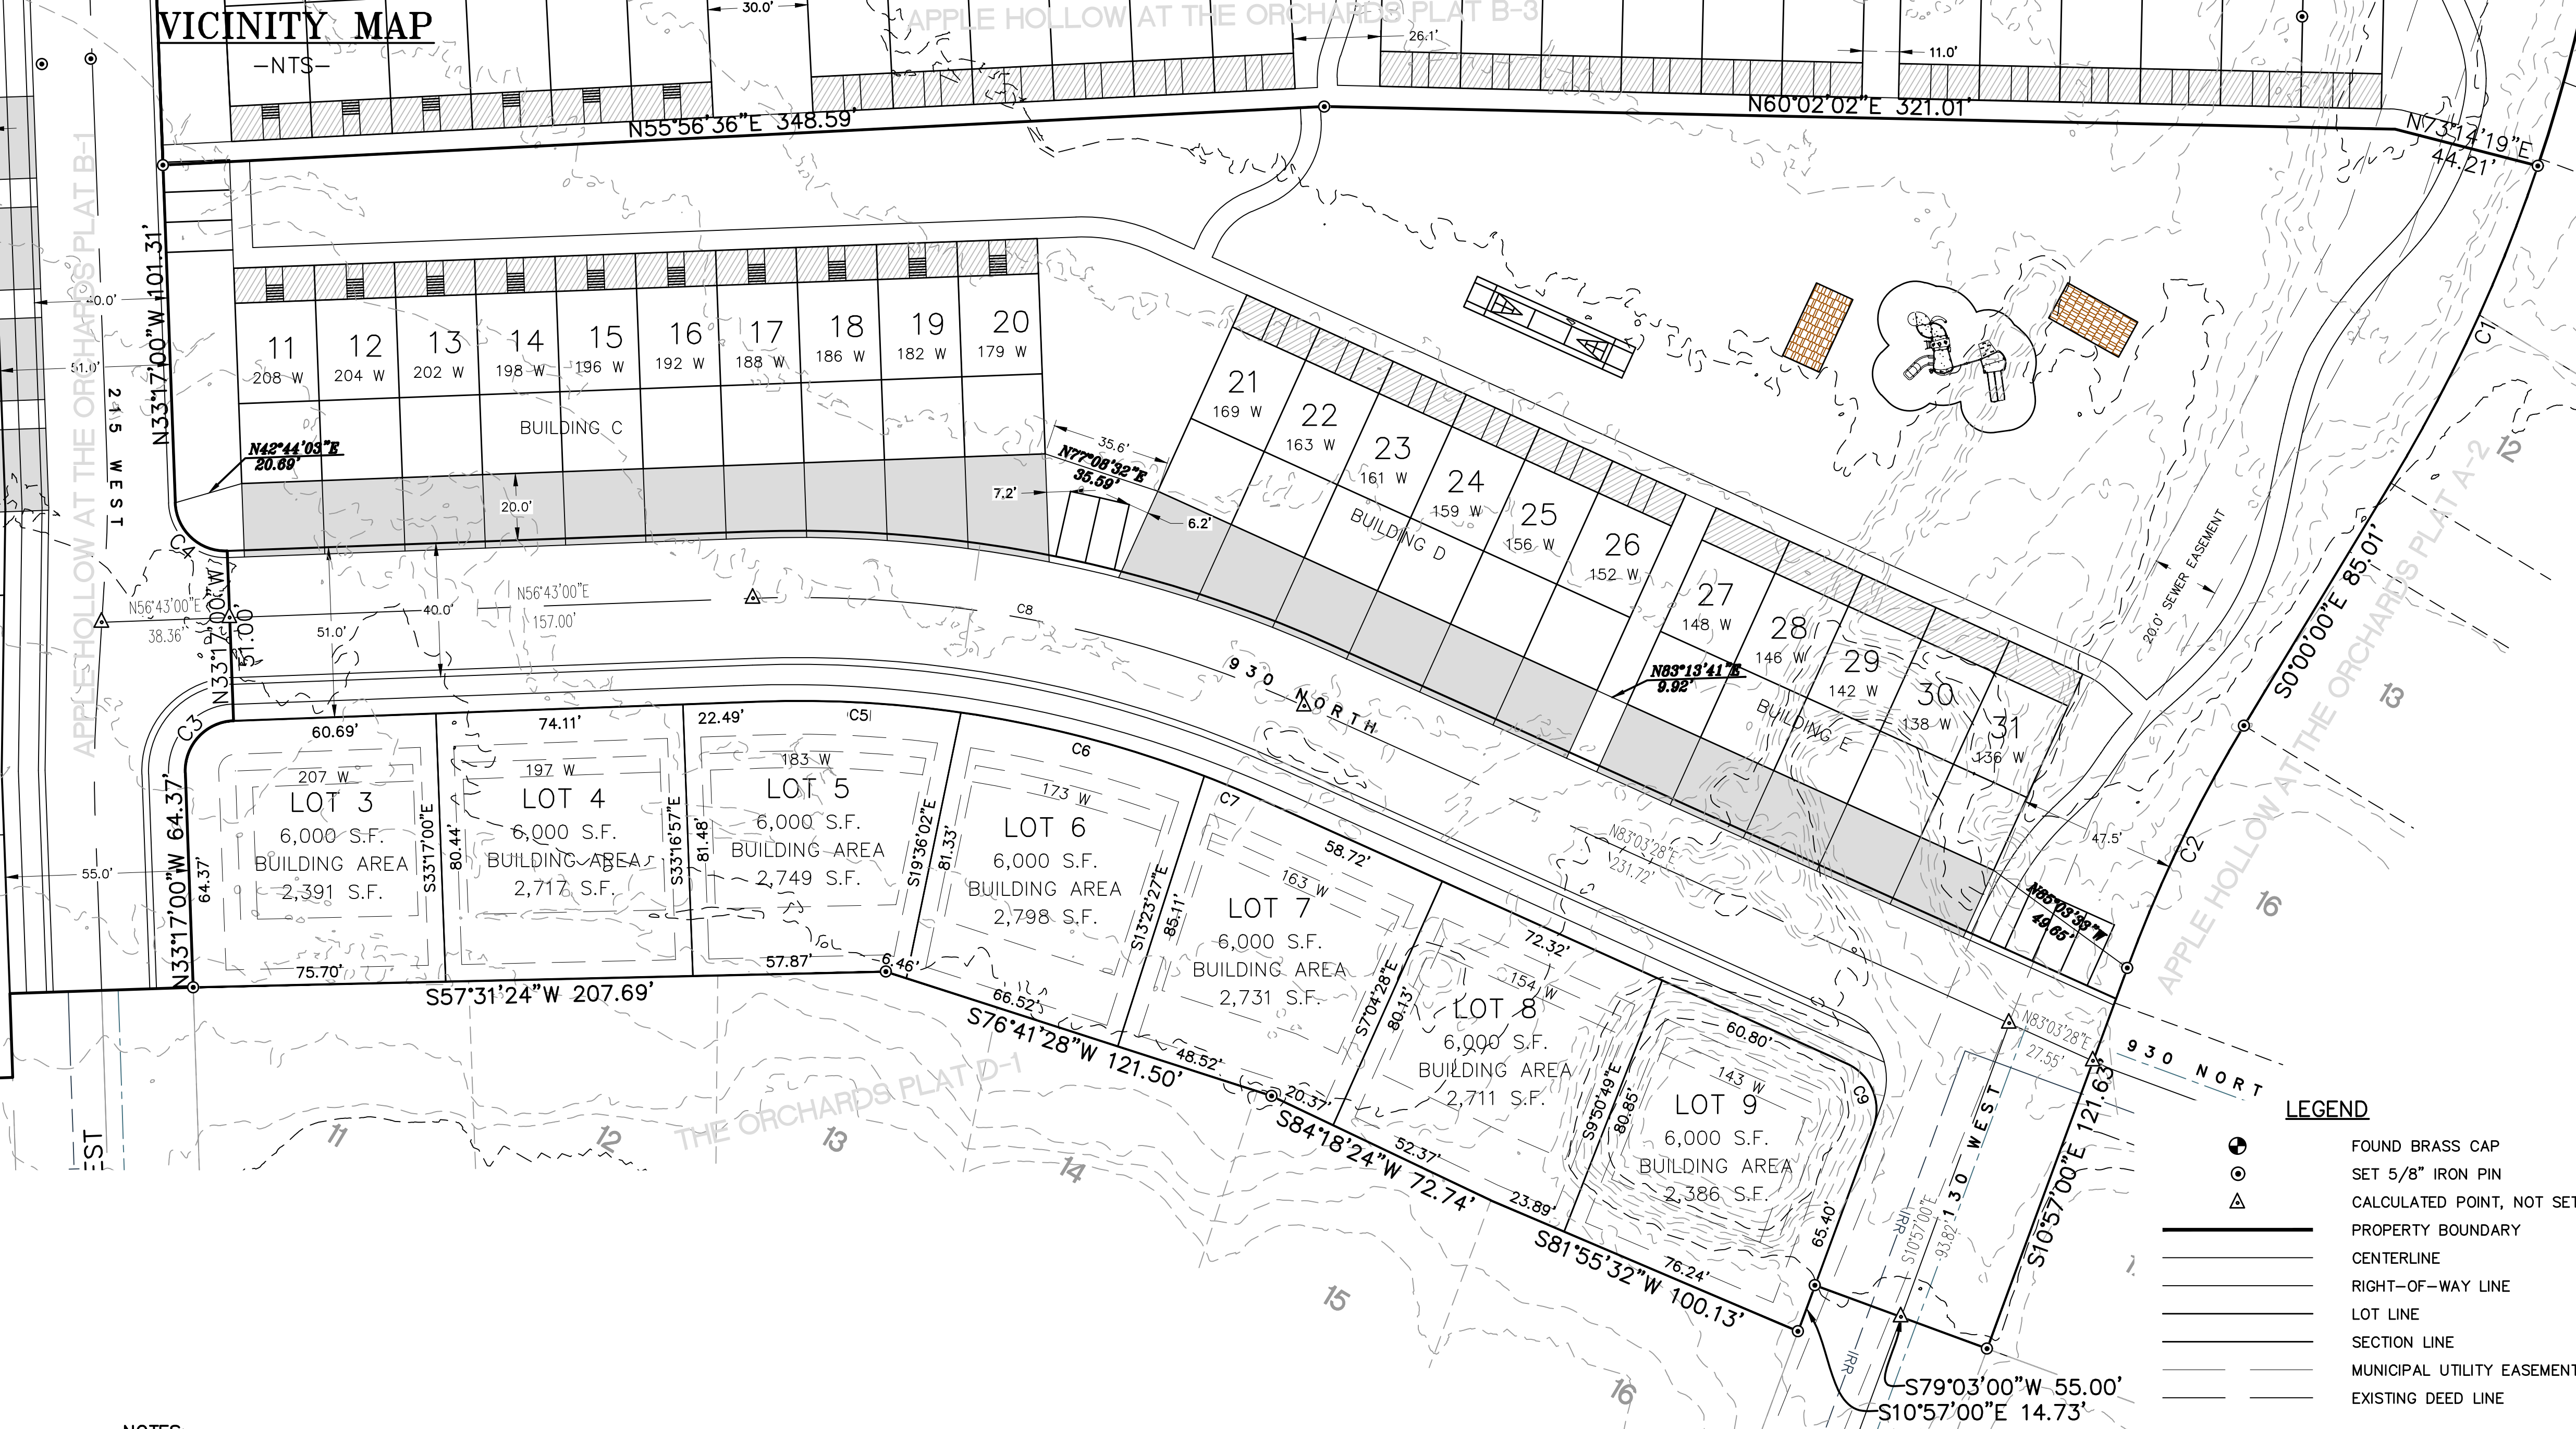 VICINITY MAP
-NTS-
APPLE HOLLOW AT THE ORCHARDS PLAT B-3
30.0'
26.1'
11.0'
N55°56'36"E 348.59'
N60°02'02"E 321.01'
N73°14'19"E
44.21'
APPLE HOLLOW AT THE ORCHARDS PLAT B-1
215 WEST
40.0'
51.0'
N33°17'00"W 101.31'
11
208 W
12
204 W
13
202 W
14
198 W
15
196 W
16
192 W
17
188 W
18
186 W
19
182 W
20
179 W
BUILDING C
N42°44'03"E
20.69'
20.0'
35.6'
N77°08'32"E
35.59'
7.2'
6.2'
21
169 W
22
163 W
23
161 W
24
159 W
25
156 W
26
152 W
BUILDING D
27
148 W
28
146 W
29
142 W
30
138 W
31
136 W
BUILDING E
N83°13'41"E
9.92'
C1
12
20.0' SEWER EASEMENT
S0°00'00"E 85.01'
APPLE HOLLOW AT THE ORCHARDS PLAT A-2
13
C2
47.5'
16
N85°03'33"W
49.65'
C4
N56°43'00"E
38.36'
N33°17'00"W
51.00'
51.0'
40.0'
N56°43'00"E
157.00'
C8
930 NORTH
N83°03'28"E
231.72'
C3
60.69'
74.11'
22.49'
C5
C6
C7
58.72'
72.32'
60.80'
C9
N33°17'00"W 64.37'
64.37'
55.0'
207 W
LOT 3
6,000 S.F.
BUILDING AREA
2,391 S.F.
75.70'
S33°17'00"E
80.44'
197 W
LOT 4
6,000 S.F.
BUILDING AREA
2,717 S.F.
S33°16'57"E
81.48'
183 W
LOT 5
6,000 S.F.
BUILDING AREA
2,749 S.F.
57.87'
6.46'
S19°36'02"E
81.33'
173 W
LOT 6
6,000 S.F.
BUILDING AREA
2,798 S.F.
66.52'
S13°23'27"E
85.11'
163 W
LOT 7
6,000 S.F.
BUILDING AREA
2,731 S.F.
48.52'
20.37'
S7°04'28"E
80.13'
154 W
LOT 8
6,000 S.F.
BUILDING AREA
2,711 S.F.
52.37'
23.89'
S9°50'49"E
80.85'
143 W
LOT 9
6,000 S.F.
BUILDING AREA
2,386 S.F.
76.24'
65.40'
S57°31'24"W 207.69'
S76°41'28"W 121.50'
S84°18'24"W 72.74'
S81°55'32"W 100.13'
THE ORCHARDS PLAT D-1
11
12
13
14
15
16
EST
IRR
IRR
S10°57'00"E
93.82'
130 WEST
N83°03'28"E
27.55'
930 NORT
S10°57'00"E 121.63'
S79°03'00"W 55.00'
S10°57'00"E 14.73'
LEGEND
FOUND BRASS CAP
SET 5/8" IRON PIN
CALCULATED POINT, NOT SET
PROPERTY BOUNDARY
CENTERLINE
RIGHT-OF-WAY LINE
LOT LINE
SECTION LINE
MUNICIPAL UTILITY EASEMENT
EXISTING DEED LINE
NOTES: